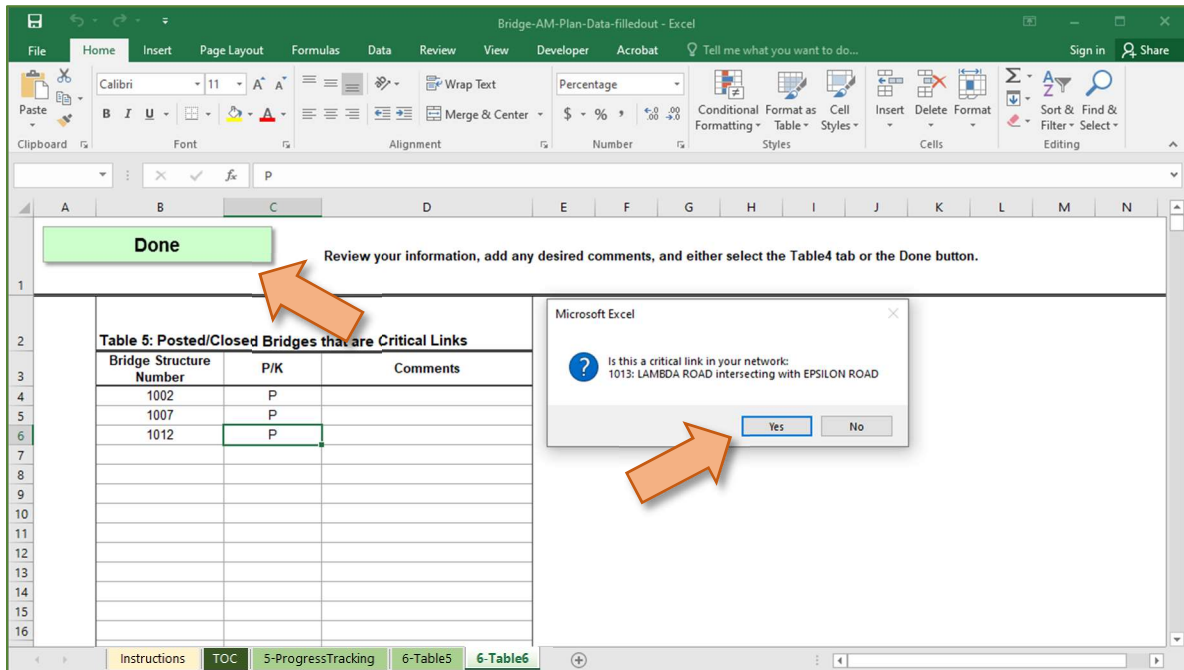 Bridge-AM-Plan-Data-filledout - Excel
File Home Insert Page Layout Formulas Data Review View Developer Acrobat Tell me what you want to do... Sign in Share
Paste
Calibri 11 A A
B I U A
Wrap Text
Merge & Center
Percentage
$ % , .0 .00 .00 .0
Conditional Formatting
Format as Table
Cell Styles
Insert Delete Format
Sort & Filter
Find & Select
Clipboard Font Alignment Number Styles Cells Editing
fx P
A B C D E F G H I J K L M N
Done
Review your information, add any desired comments, and either select the Table4 tab or the Done button.
1
2 Table 5: Posted/Closed Bridges that are Critical Links
3 Bridge Structure Number P/K Comments
4 1002 P
5 1007 P
6 1012 P
7
8
9
10
11
12
13
14
15
16
Microsoft Excel
Is this a critical link in your network:
1013: LAMBDA ROAD intersecting with EPSILON ROAD
Yes No
Instructions TOC 5-ProgressTracking 6-Table5 6-Table6